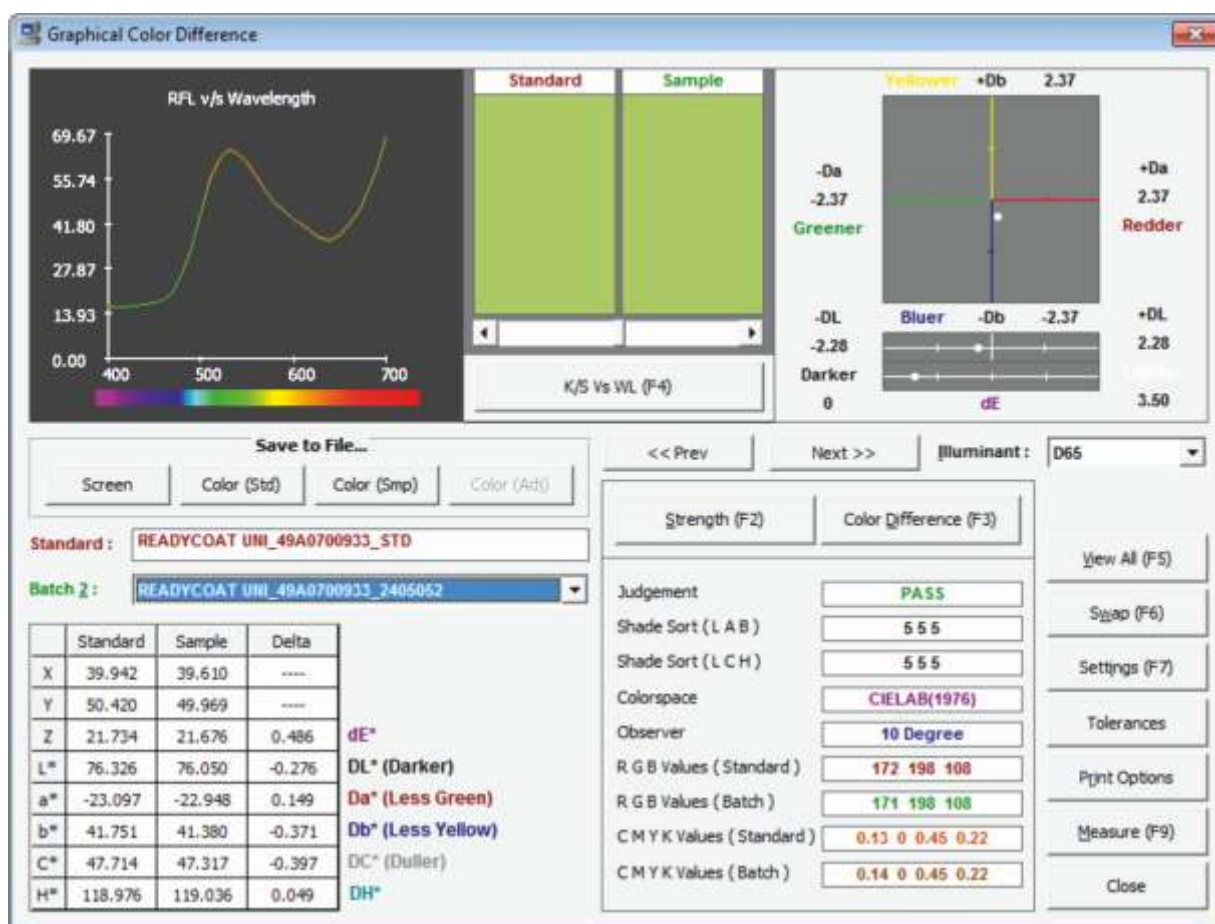 Graphical Color Difference
RFL v/s Wavelength
69.67
55.74
41.80
27.87
13.93
0.00
400 500 600 700
Standard Sample
K/S Vs WL (F4)
Yellower +Db 2.37
-Da
-2.37
Greener
+Da
2.37
Redder
-DL Bluer -Db -2.37 +DL
-2.28 2.28
Darker
0 dE 3.50
Save to File...
Screen Color (Std) Color (Smp) Color (Adj)
<< Prev Next >> Illuminant : D65
Strength (F2) Color Difference (F3)
Standard : READYCOAT UNI_49A0700933_STD
Batch 2 : READYCOAT UNI_49A0700933_2405052
Standard Sample Delta
X 39.942 39.610 ----
Y 50.420 49.969 ----
Z 21.734 21.676 0.486 dE*
L* 76.326 76.050 -0.276 DL* (Darker)
a* -23.097 -22.948 0.149 Da* (Less Green)
b* 41.751 41.380 -0.371 Db* (Less Yellow)
C* 47.714 47.317 -0.397 DC* (Duller)
H* 118.976 119.036 0.049 DH*
Judgement PASS
Shade Sort ( L A B ) 5 5 5
Shade Sort ( L C H ) 5 5 5
Colorspace CIELAB(1976)
Observer 10 Degree
R G B Values ( Standard ) 172 198 108
R G B Values ( Batch ) 171 198 108
C M Y K Values ( Standard ) 0.13 0 0.45 0.22
C M Y K Values ( Batch ) 0.14 0 0.45 0.22
View All (F5)
Swap (F6)
Settings (F7)
Tolerances
Print Options
Measure (F9)
Close